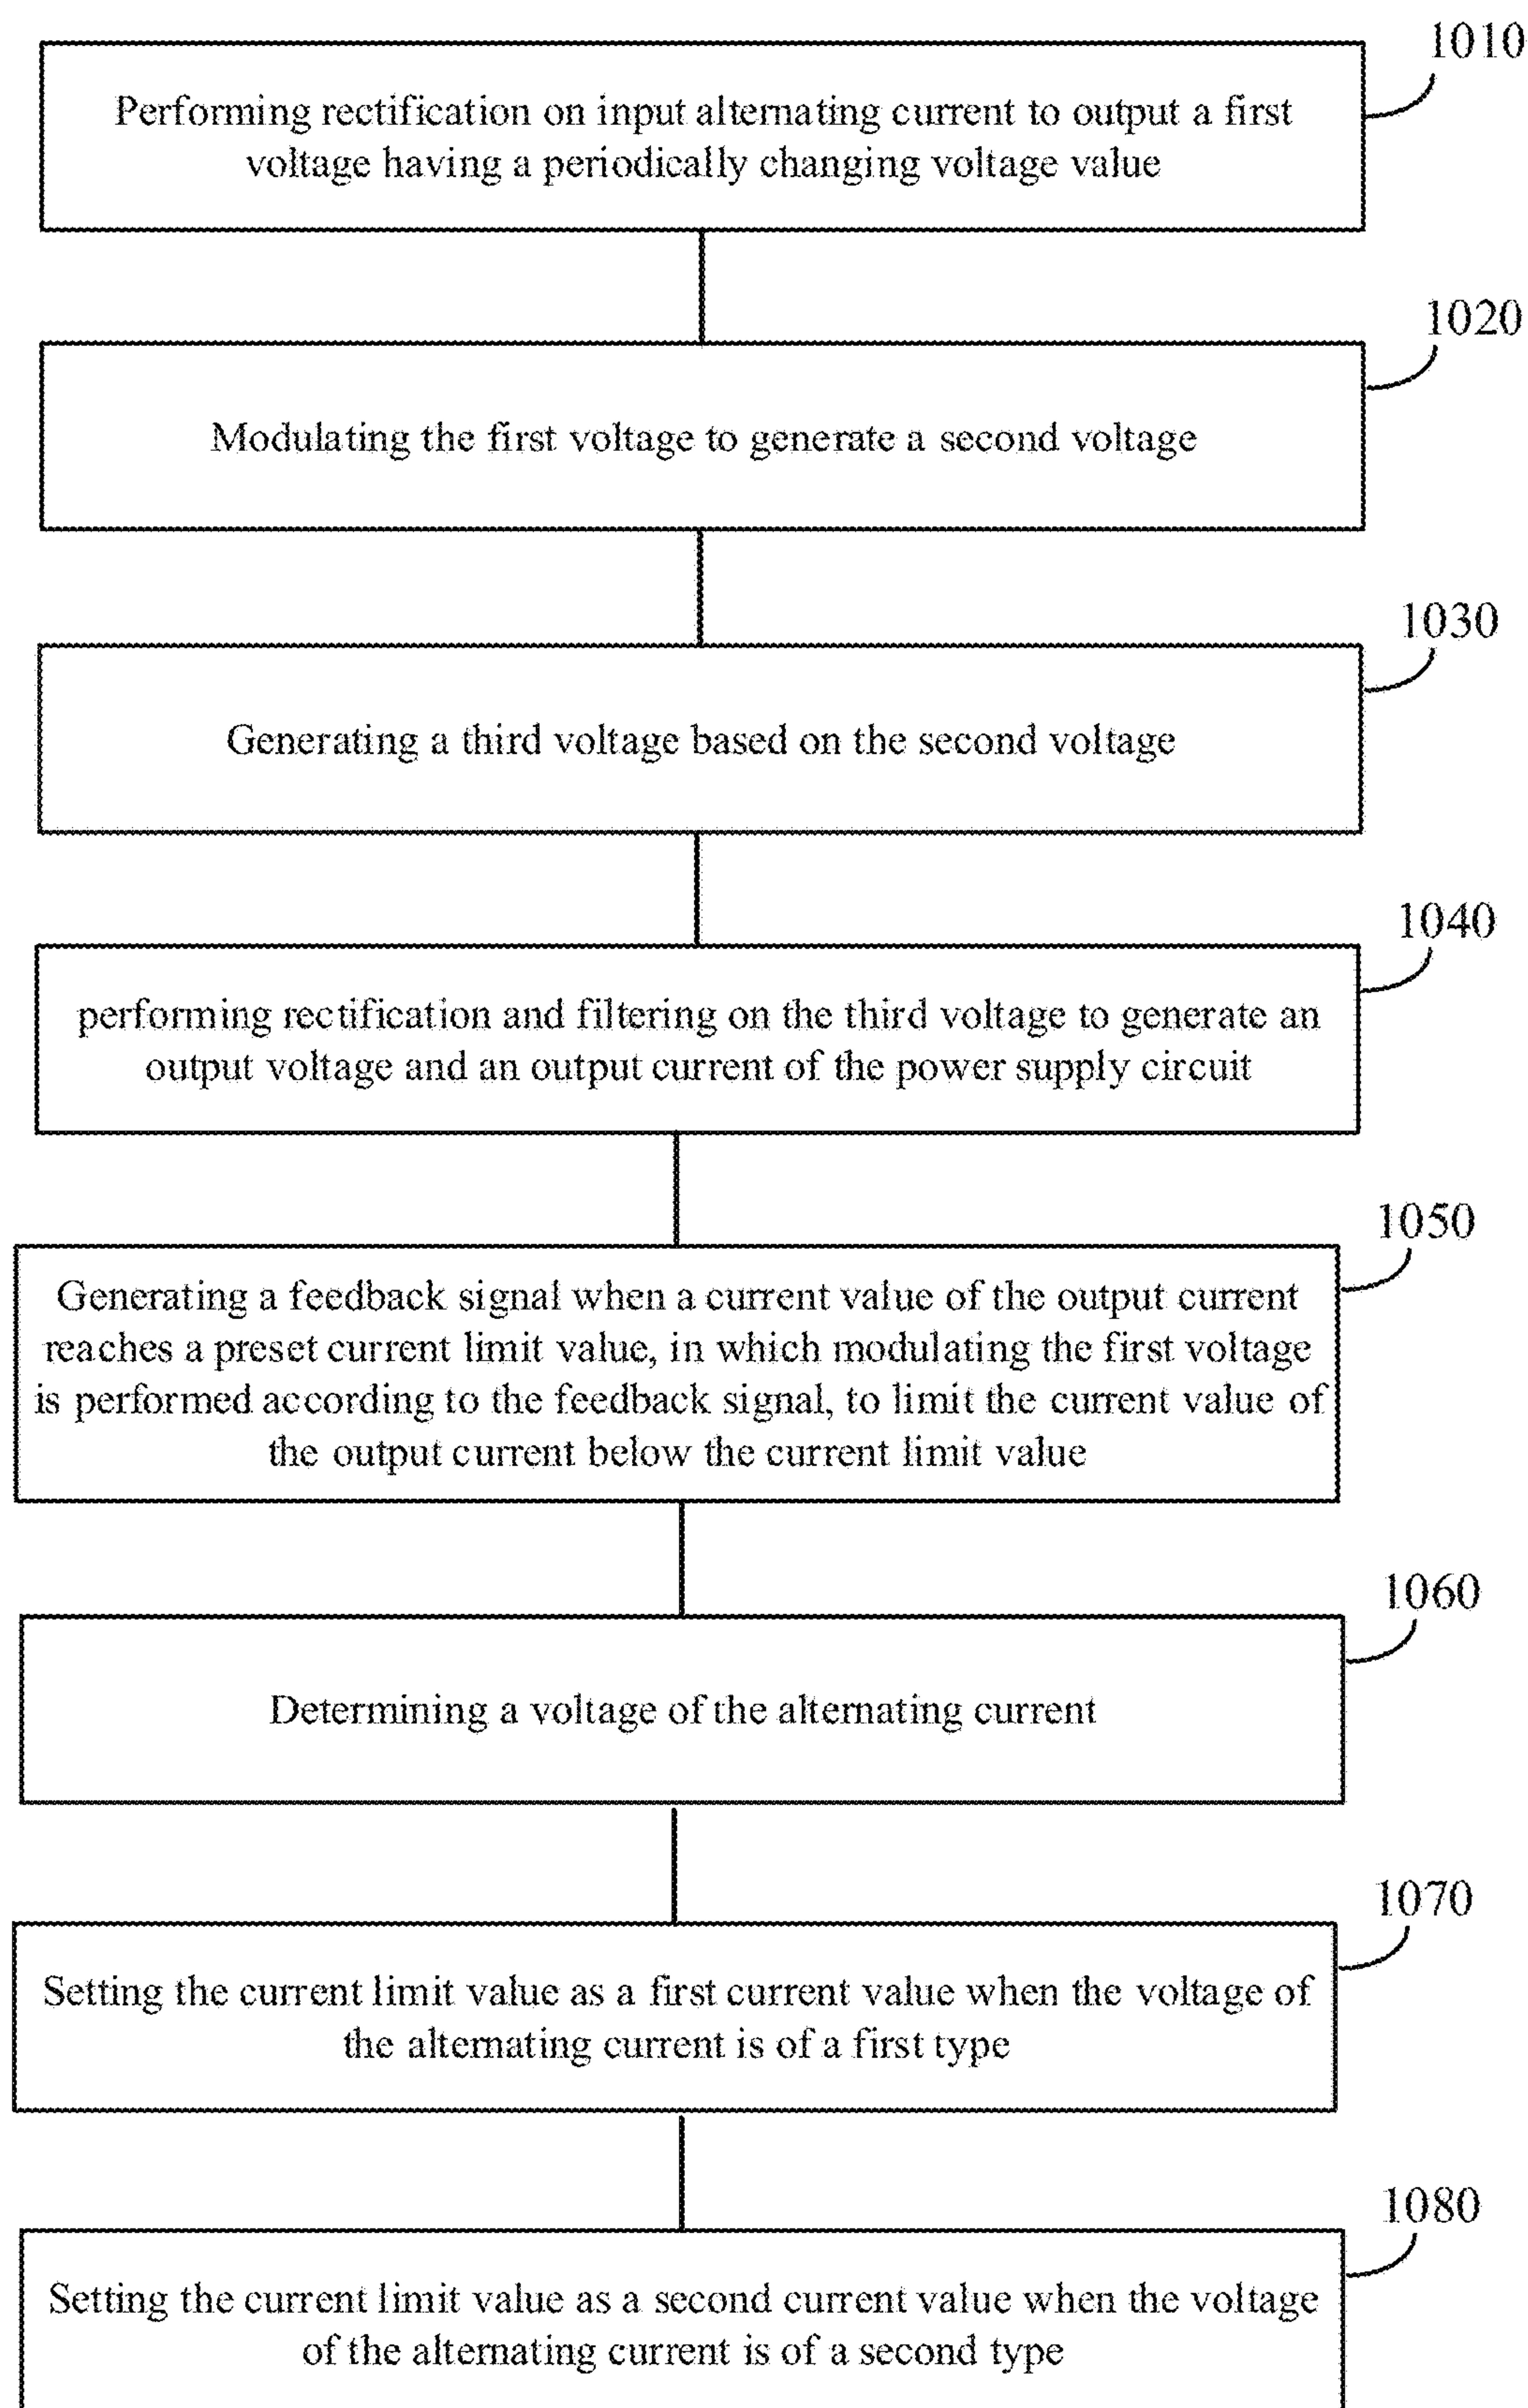 1010
Performing rectification on input alternating current to output a first
voltage having a periodically changing voltage value
1020
Modulating the first voltage to generate a second voltage
1030
Generating a third voltage based on the second voltage
1040
performing rectification and filtering on the third voltage to generate an
output voltage and an output current of the power supply circuit
1050
Generating a feedback signal when a current value of the output current
reaches a preset current limit value, in which modulating the first voltage
is performed according to the feedback signal, to limit the current value of
the output current below the current limit value
1060
Determining a voltage of the alternating current
1070
Setting the current limit value as a first current value when the voltage of
the alternating current is of a first type
1080
Setting the current limit value as a second current value when the voltage
of the alternating current is of a second type